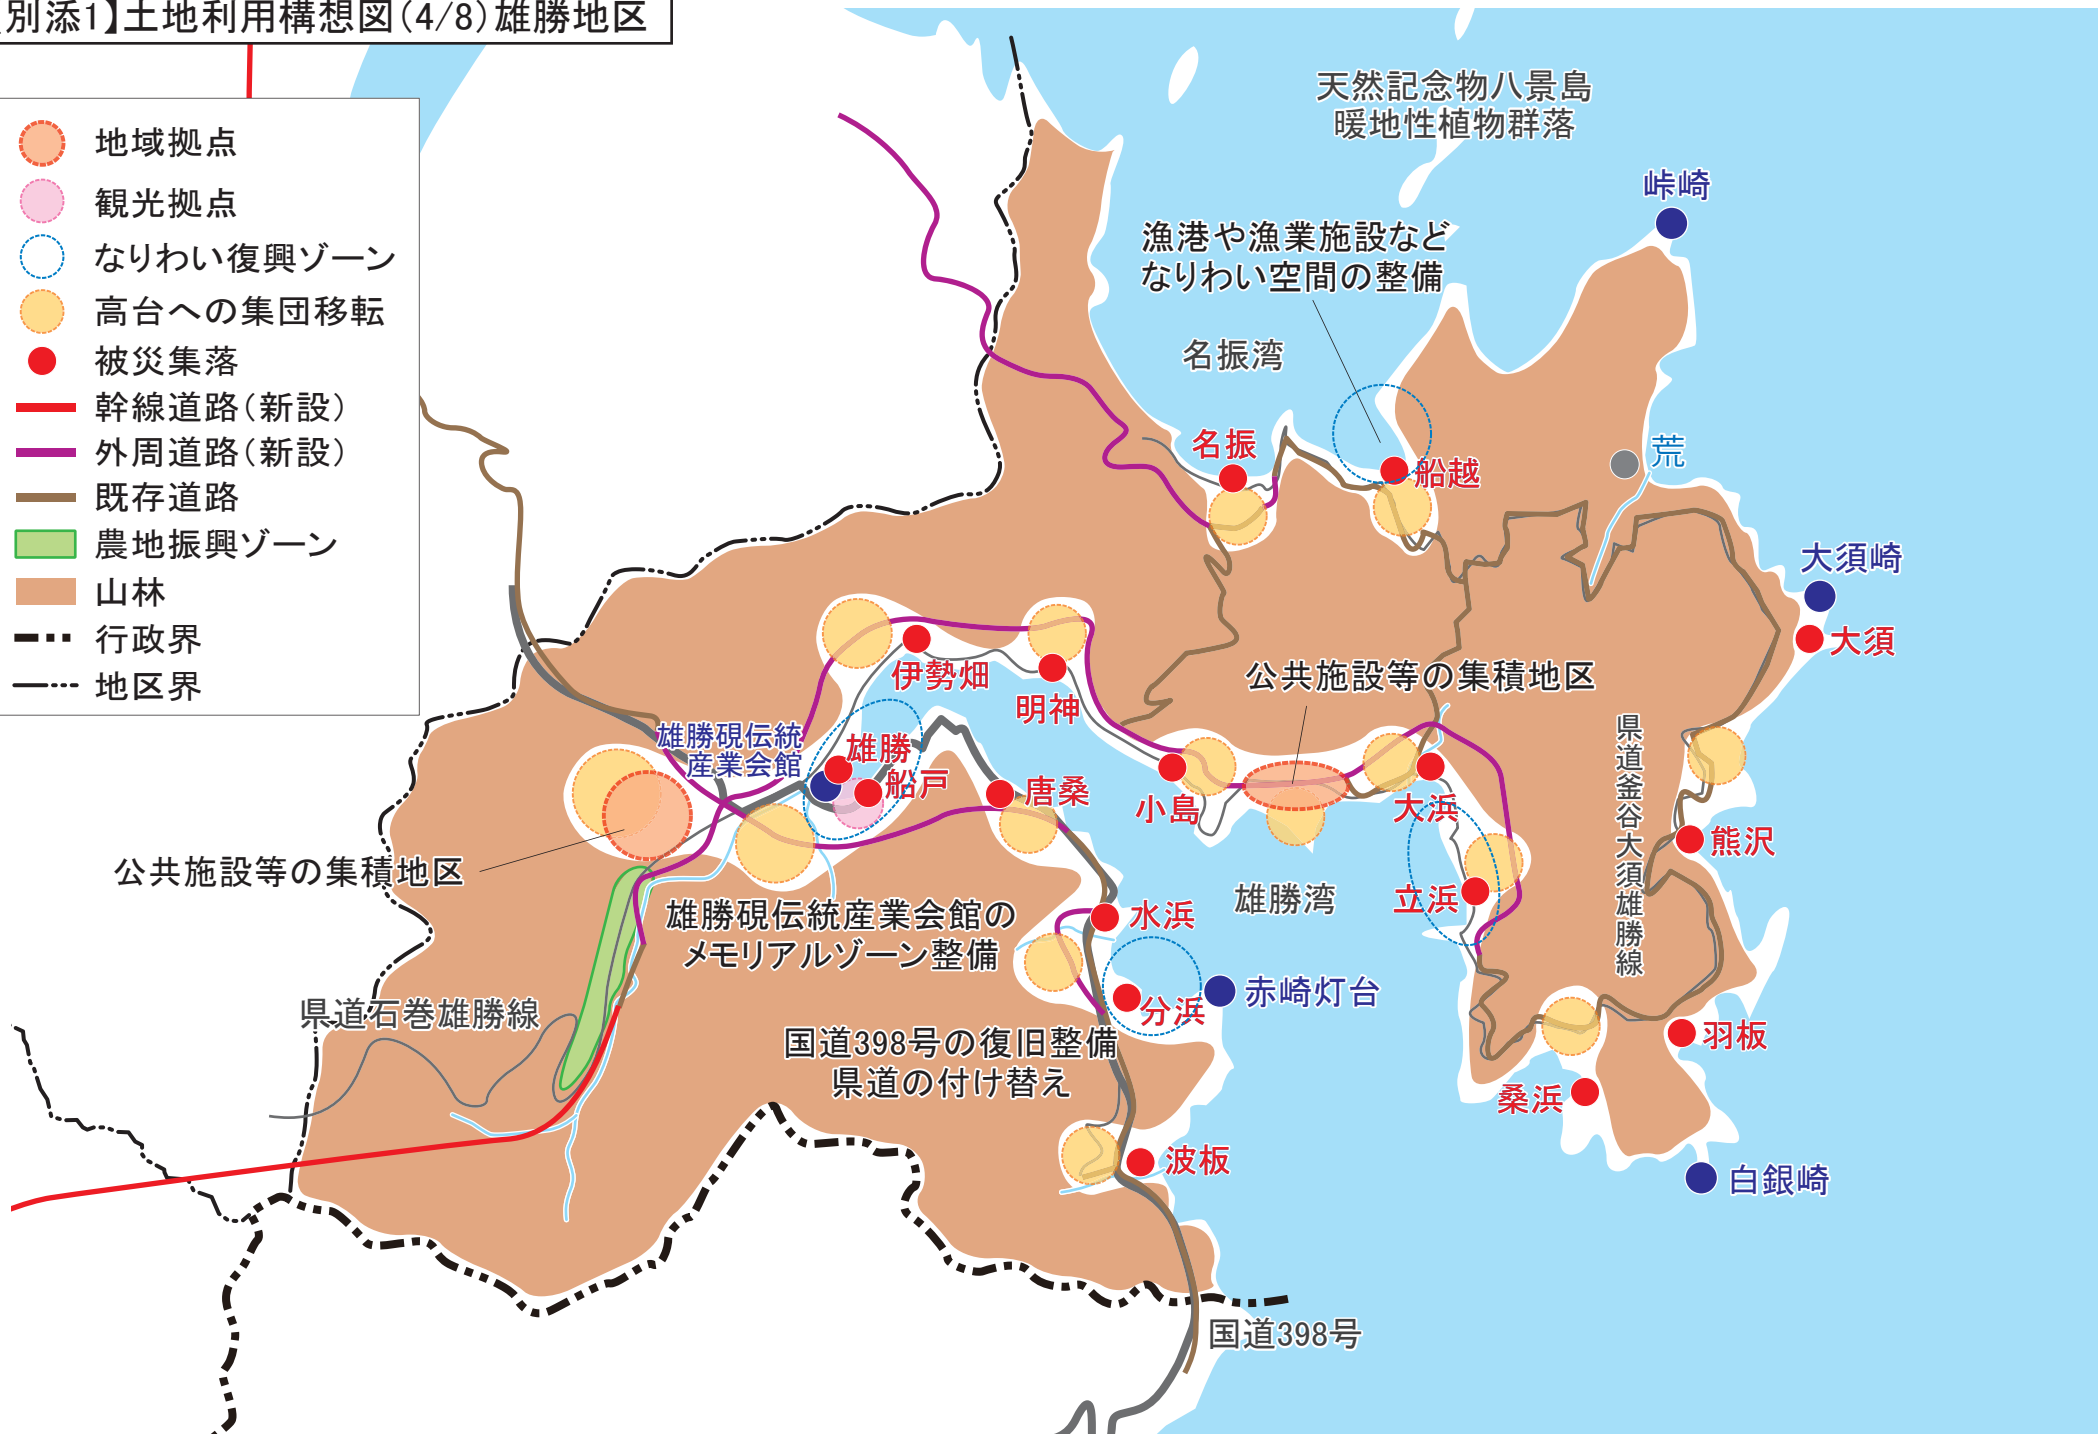 別添1】土地利用構想図(4/8)雄勝地区
地域拠点
観光拠点
なりわい復興ゾーン
高台への集団移転
被災集落
幹線道路(新設)
外周道路(新設)
既存道路
農地振興ゾーン
山林
行政界
地区界
天然記念物八景島
暖地性植物群落
峠崎
漁港や漁業施設など
なりわい空間の整備
名振湾
名振
船越
荒
大須崎
大須
伊勢畑
明神
公共施設等の集積地区
雄勝硯伝統
産業会館
雄勝
船戸
唐桑
小島
大浜
県道釜谷大須雄勝線
熊沢
公共施設等の集積地区
雄勝硯伝統産業会館の
メモリアルゾーン整備
水浜
雄勝湾
立浜
赤崎灯台
分浜
県道石巻雄勝線
国道398号の復旧整備
県道の付け替え
羽板
桑浜
波板
白銀崎
国道398号